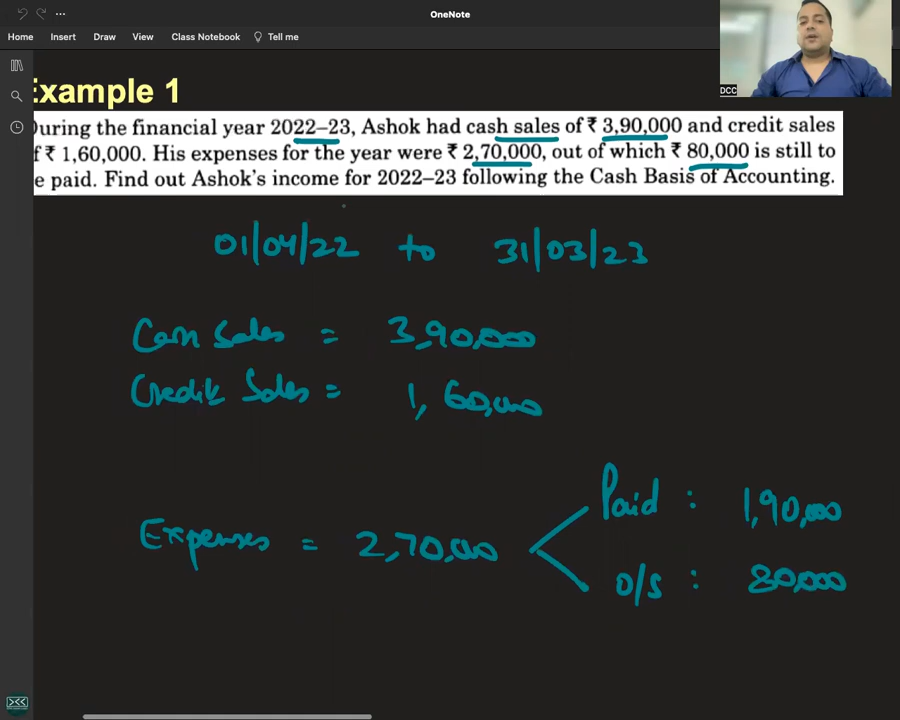 OneNote
Home Insert Draw View Class Notebook Tell me
DCC
Example 1
During the financial year 2022–23, Ashok had cash sales of ₹ 3,90,000 and credit sales
f ₹ 1,60,000. His expenses for the year were ₹ 2,70,000, out of which ₹ 80,000 is still to
e paid. Find out Ashok's income for 2022–23 following the Cash Basis of Accounting.
01/04/22 to 31/03/23
Cash Sales = 3,90,000
Credit Sales = 1,60,000
Paid : 1,90,000
Expenses = 2,70,000
O/S : 80,000